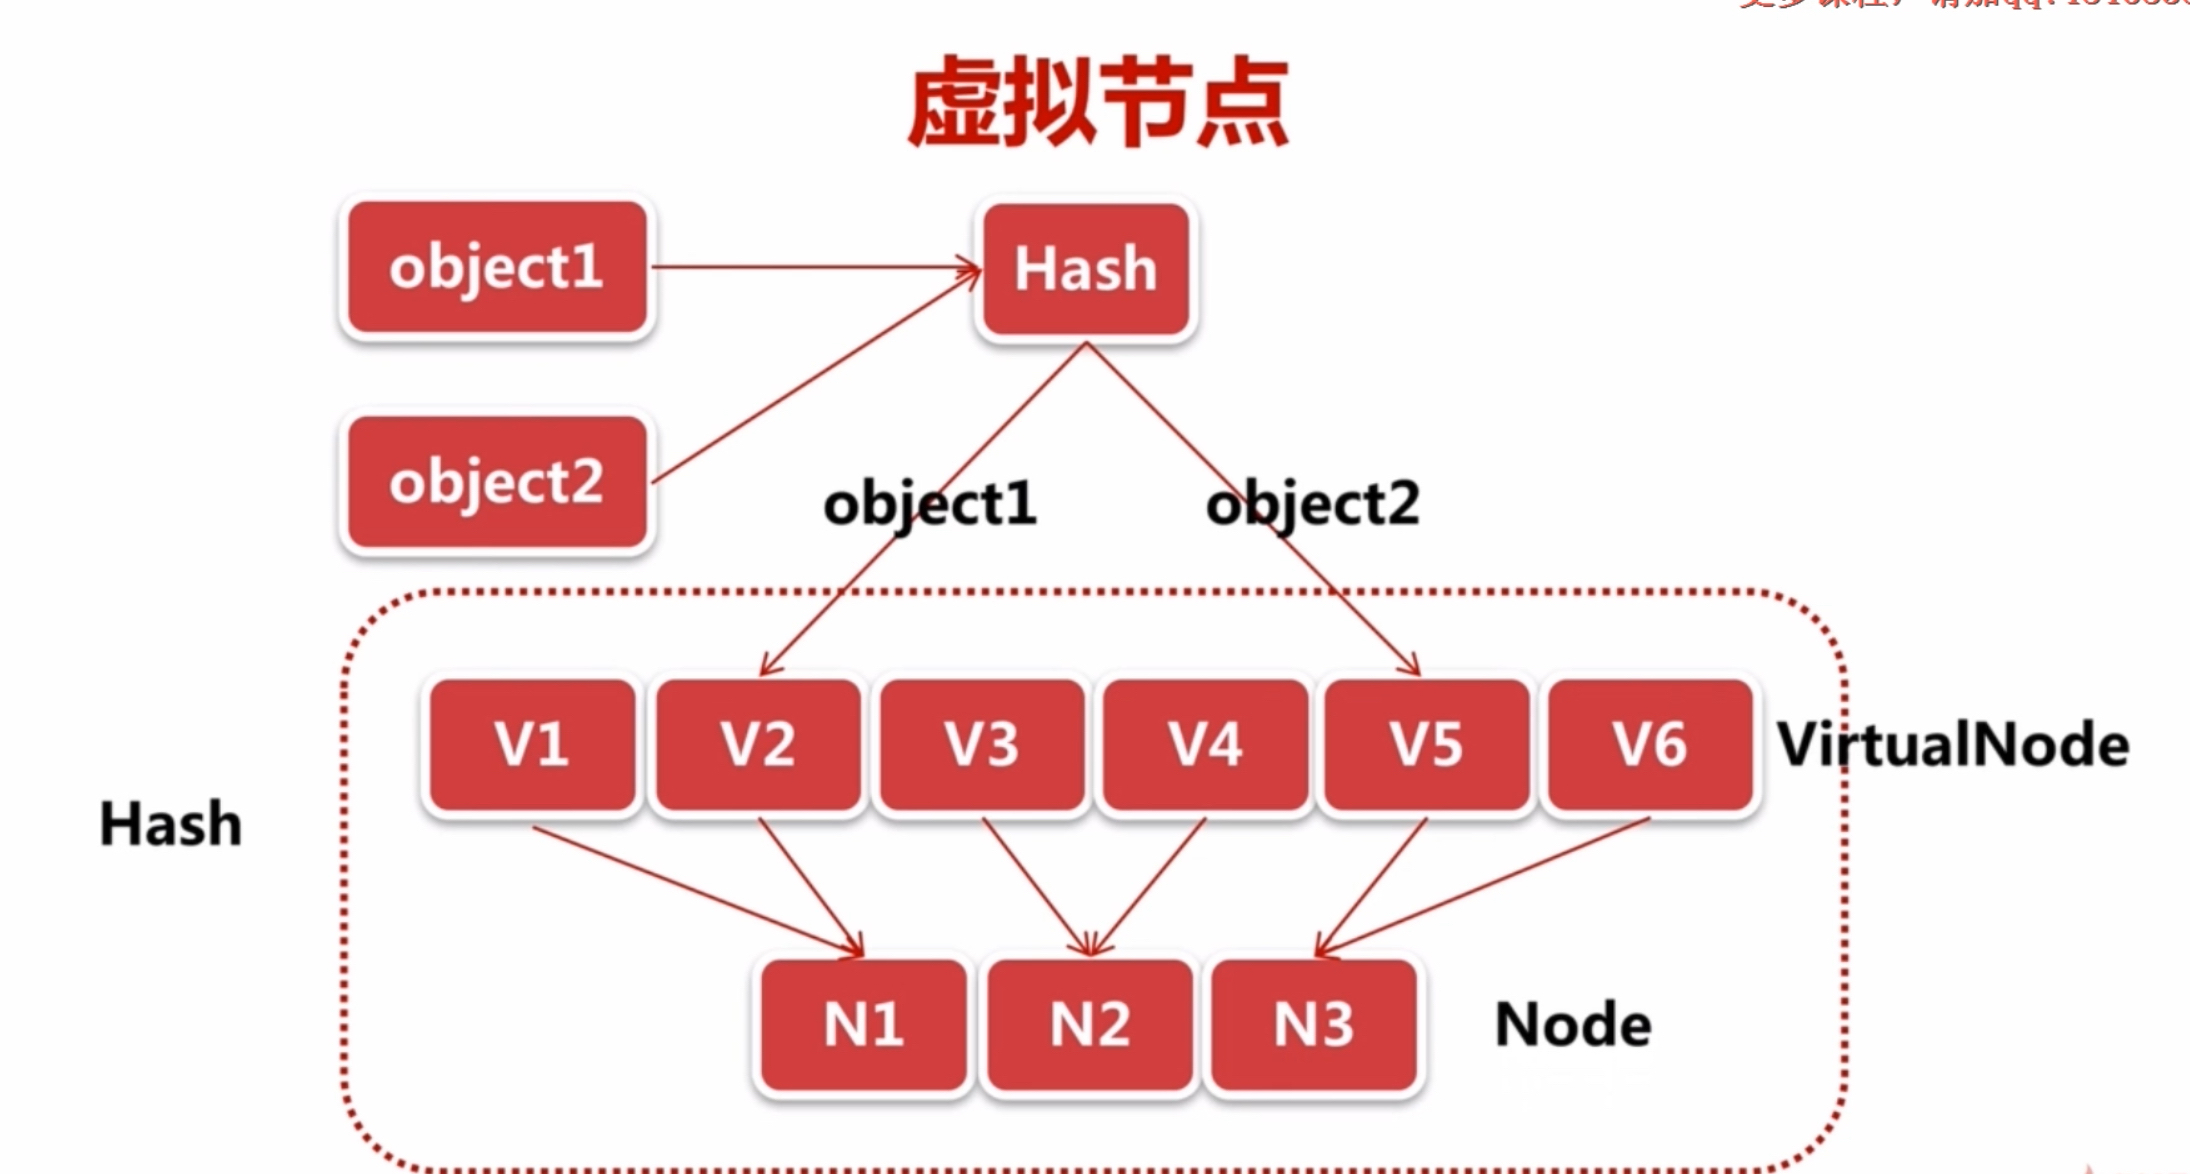 虚拟节点
object1
Hash
object2
object1
object2
V1
V2
V3
V4
V5
V6
VirtualNode
Hash
N1
N2
N3
Node